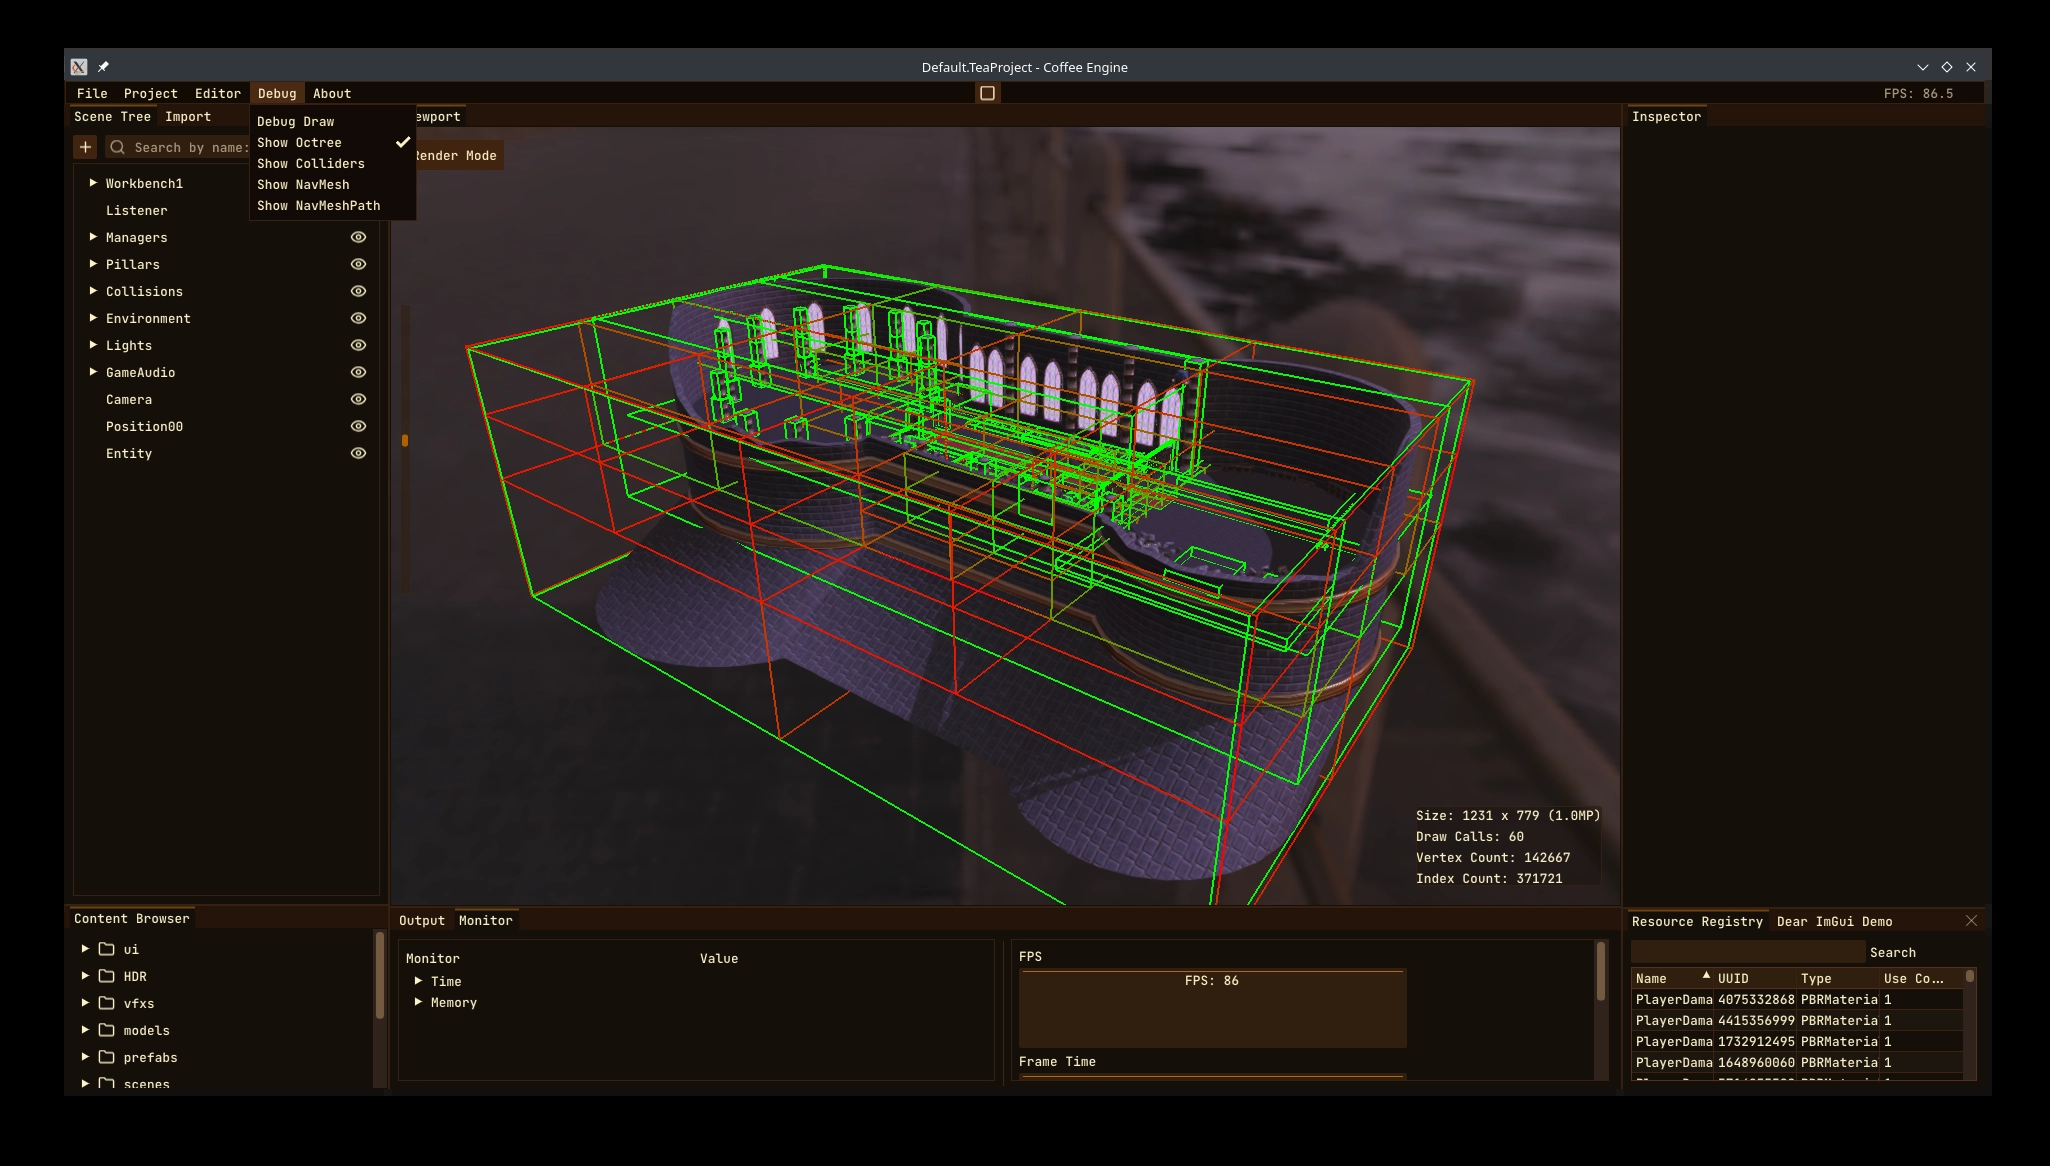 Default.TeaProject - Coffee Engine
File Project Editor Debug About
FPS: 86.5
Scene Tree Import
Search by name:
Workbench1
Listener
Managers
Pillars
Collisions
Environment
Lights
GameAudio
Camera
Position00
Entity
Debug Draw
Show Octree
Show Colliders
Show NavMesh
Show NavMeshPath
ewport
Render Mode
Size: 1231 x 779 (1.0MP)
Draw Calls: 60
Vertex Count: 142667
Index Count: 371721
Inspector
Content Browser
ui
HDR
vfxs
models
prefabs
scenes
Output Monitor
Monitor Value
Time
Memory
FPS
FPS: 86
Frame Time
Resource Registry Dear ImGui Demo
Search
Name UUID Type Use Co...
PlayerDama 4075332868 PBRMateria 1
PlayerDama 4415356999 PBRMateria 1
PlayerDama 1732912495 PBRMateria 1
PlayerDama 1648960060 PBRMateria 1